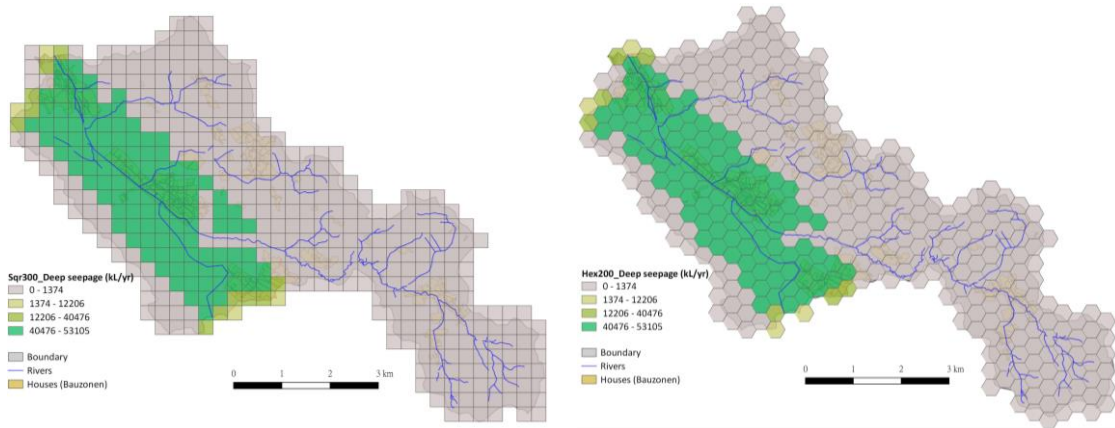 Sqr300_Deep seepage (kL/yr)
0 - 1374
1374 - 12206
12206 - 40476
40476 - 53105
Boundary
Rivers
Houses (Bauzonen)
0 1 2 3 km
Hex200_Deep seepage (kL/yr)
0 - 1374
1374 - 12206
12206 - 40476
40476 - 53105
Boundary
Rivers
Houses (Bauzonen)
0 1 2 3 km